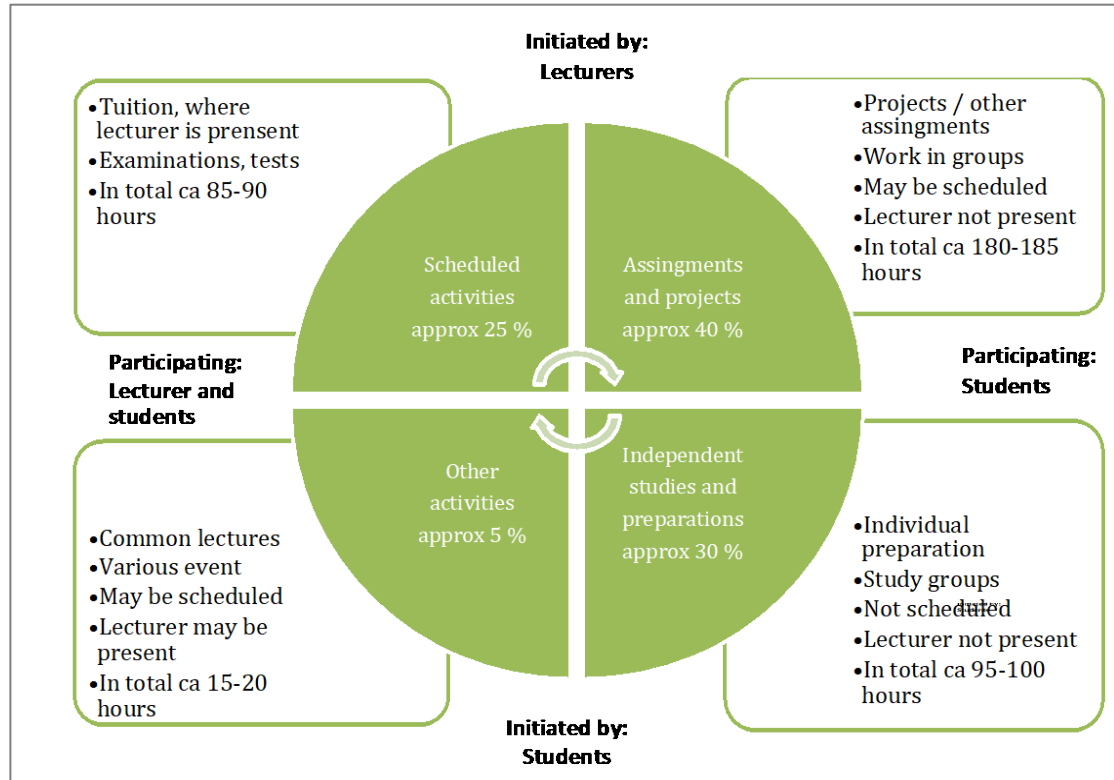 Initiated by:
Lecturers
•Tuition, where
lecturer is prensent
•Examinations, tests
•In total ca 85-90
hours
•Projects / other
assingments
•Work in groups
•May be scheduled
•Lecturer not present
•In total ca 180-185
hours
Scheduled
activities
approx 25 %
Assingments
and projects
approx 40 %
Participating:
Lecturer and
students
Participating:
Students
Other
activities
approx 5 %
Independent
studies and
preparations
approx 30 %
•Common lectures
•Various event
•May be scheduled
•Lecturer may be
present
•In total ca 15-20
hours
•Individual
preparation
•Study groups
•Not scheduled
•Lecturer not present
•In total ca 95-100
hours
Initiated by:
Students